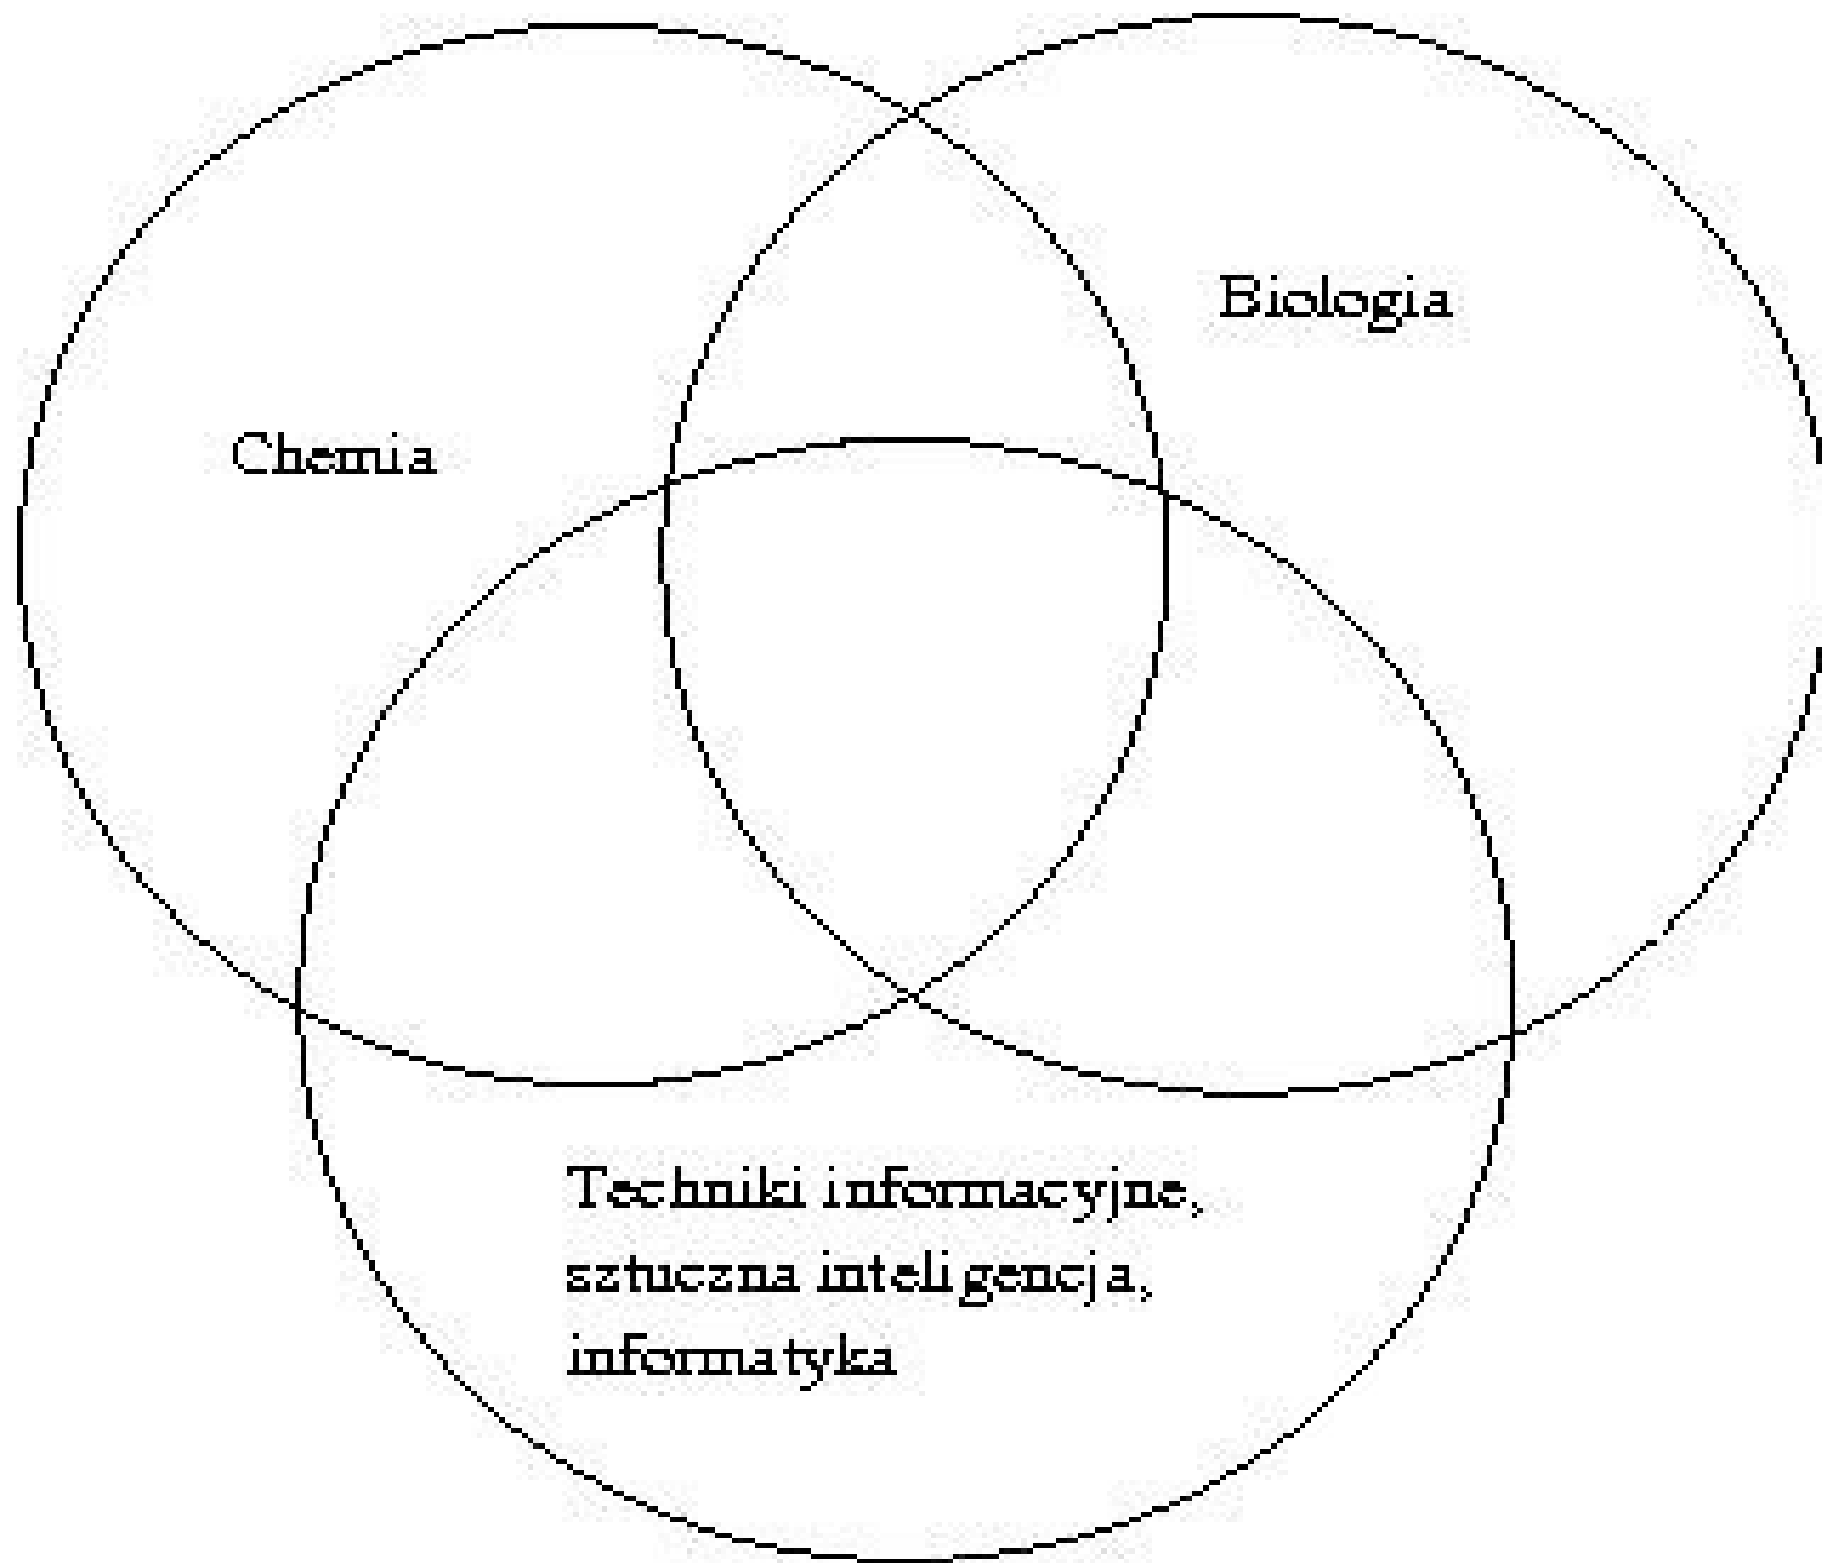 Biologia
Chemia
Techniki informacyjne,
sztuczna inteligencja,
informatyka